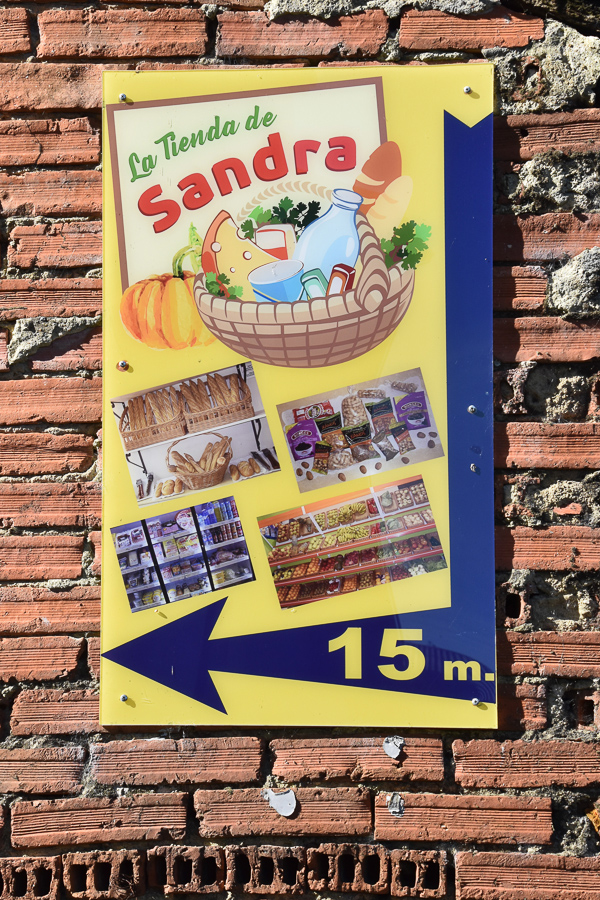 La Tienda de
Sandra
15 m.